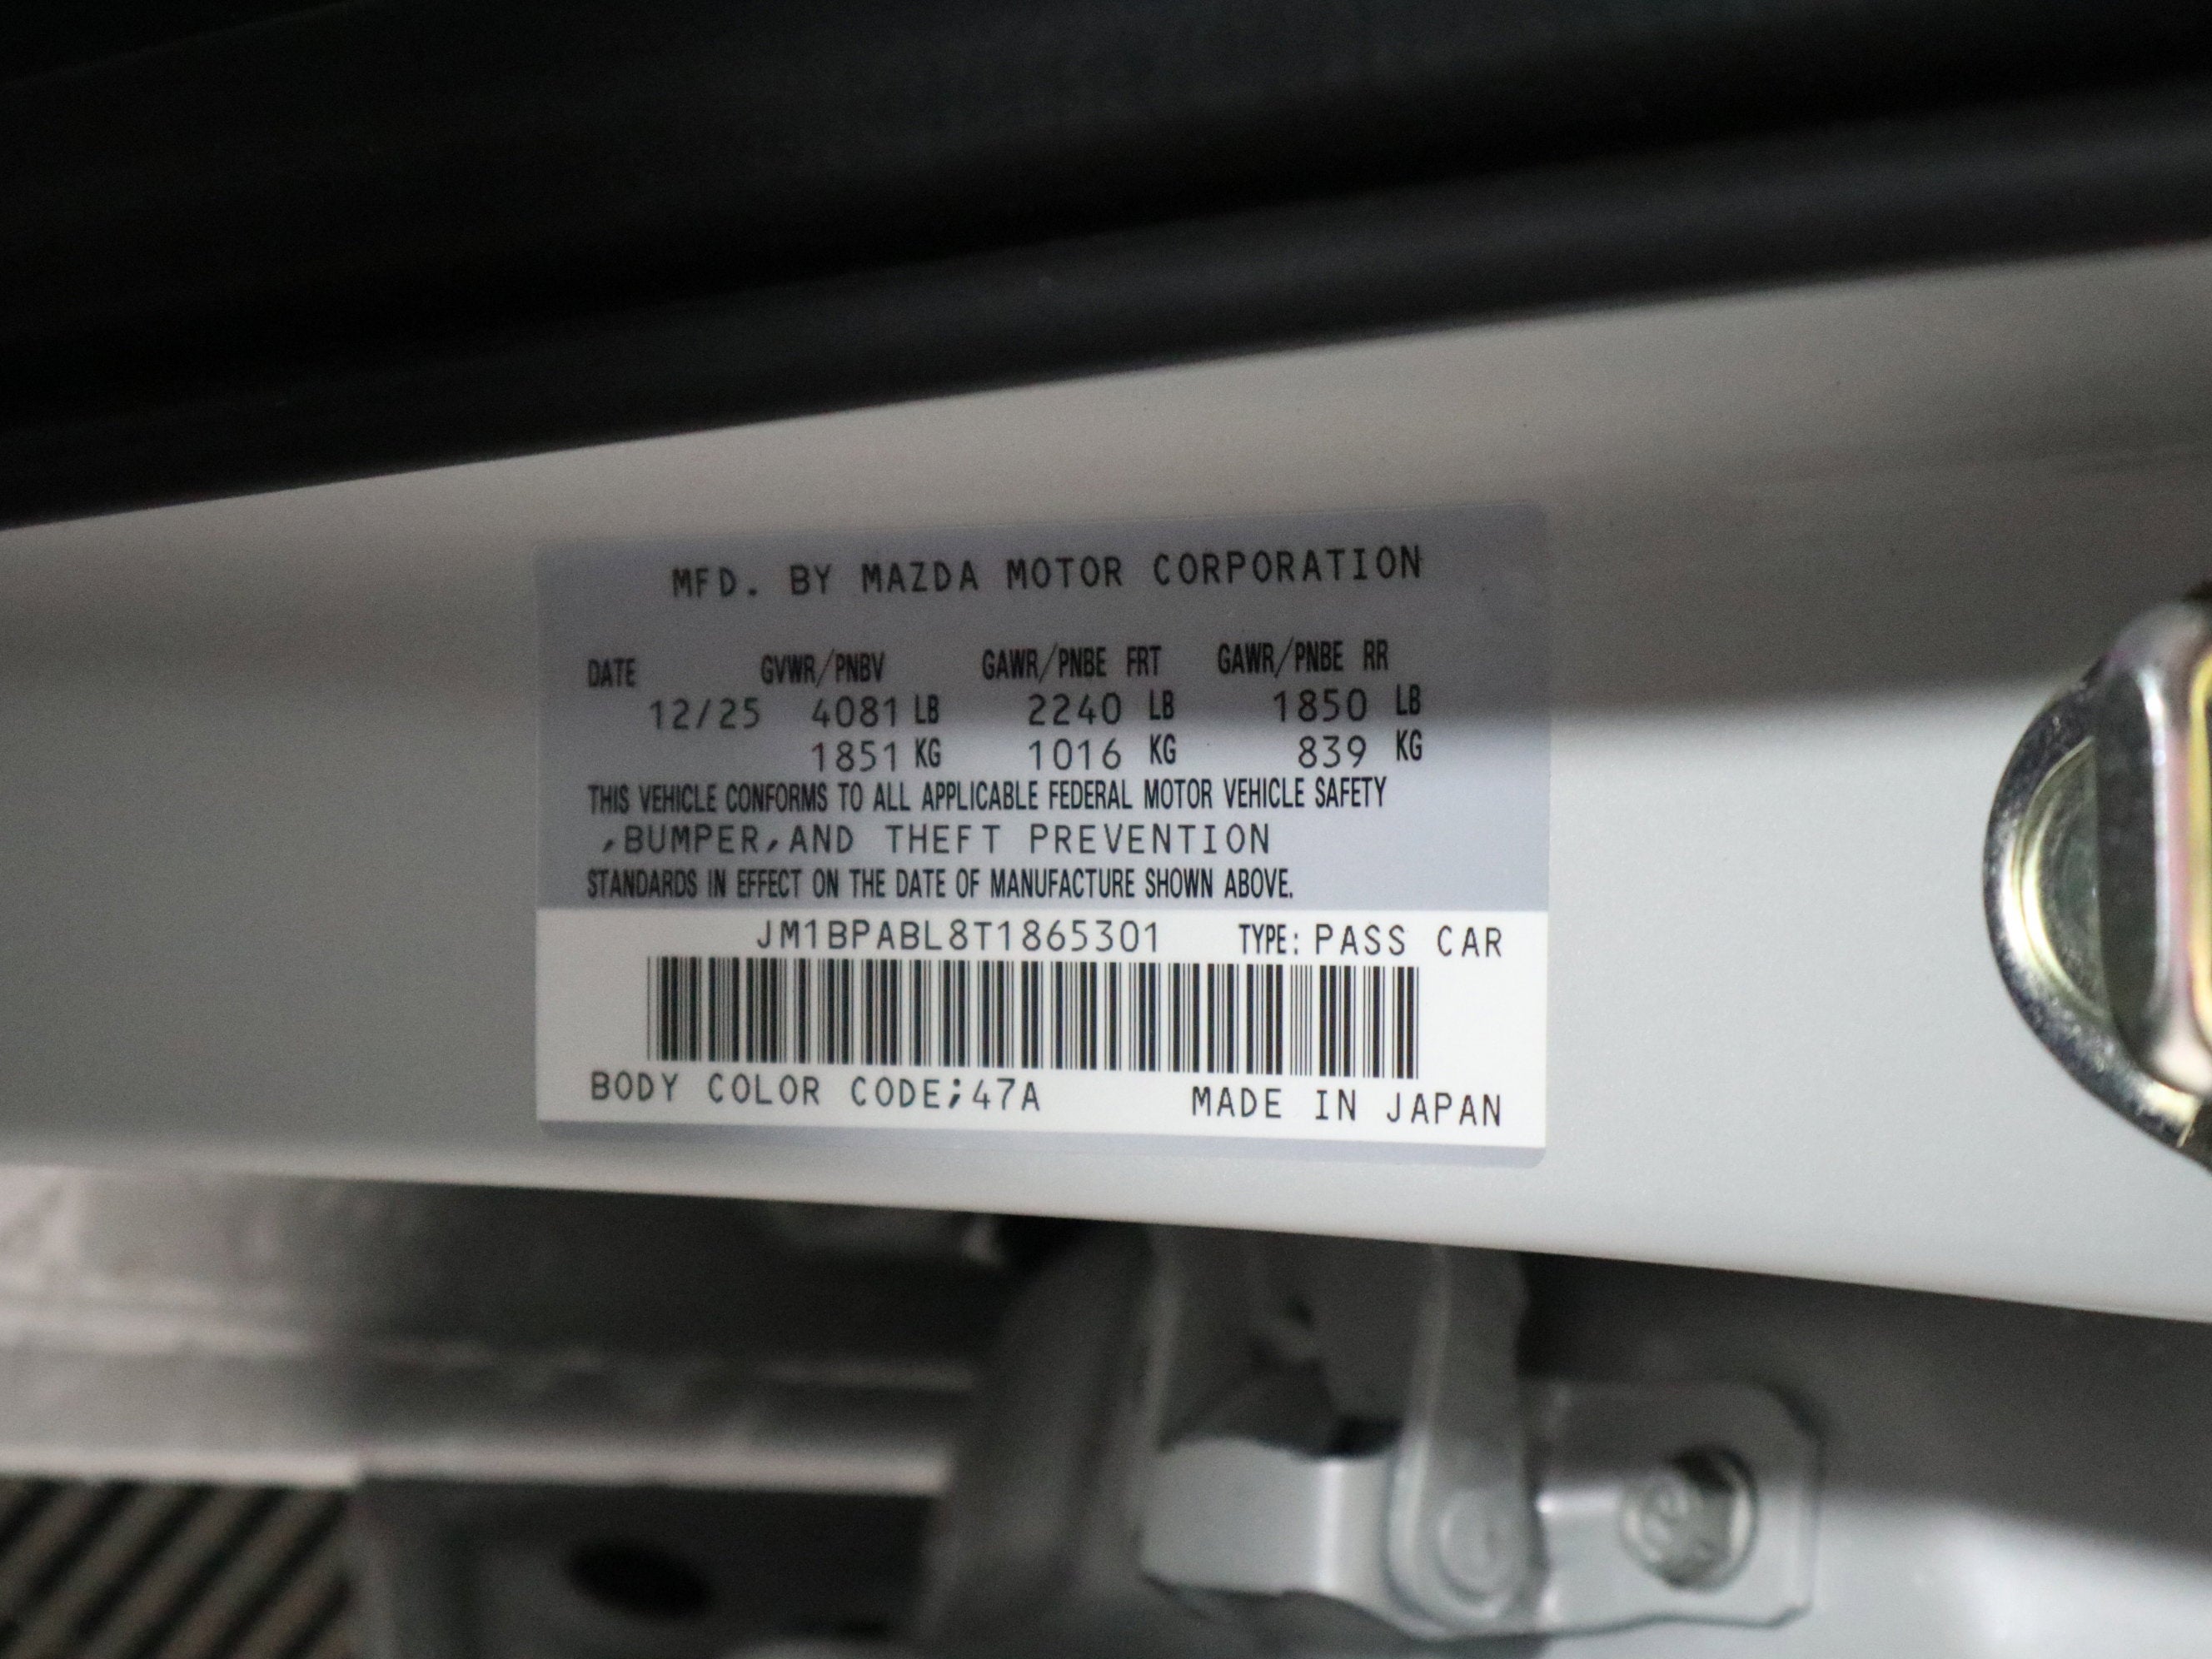 MFD. BY MAZDA MOTOR CORPORATION
DATE GVWR/PNBV GAWR/PNBE FRT GAWR/PNBE RR
12/25 4081 LB 2240 LB 1850 LB
1851 KG 1016 KG 839 KG
THIS VEHICLE CONFORMS TO ALL APPLICABLE FEDERAL MOTOR VEHICLE SAFETY
,BUMPER,AND THEFT PREVENTION
STANDARDS IN EFFECT ON THE DATE OF MANUFACTURE SHOWN ABOVE.
JM1BPABL8T1865301 TYPE: PASS CAR
BODY COLOR CODE;47A MADE IN JAPAN